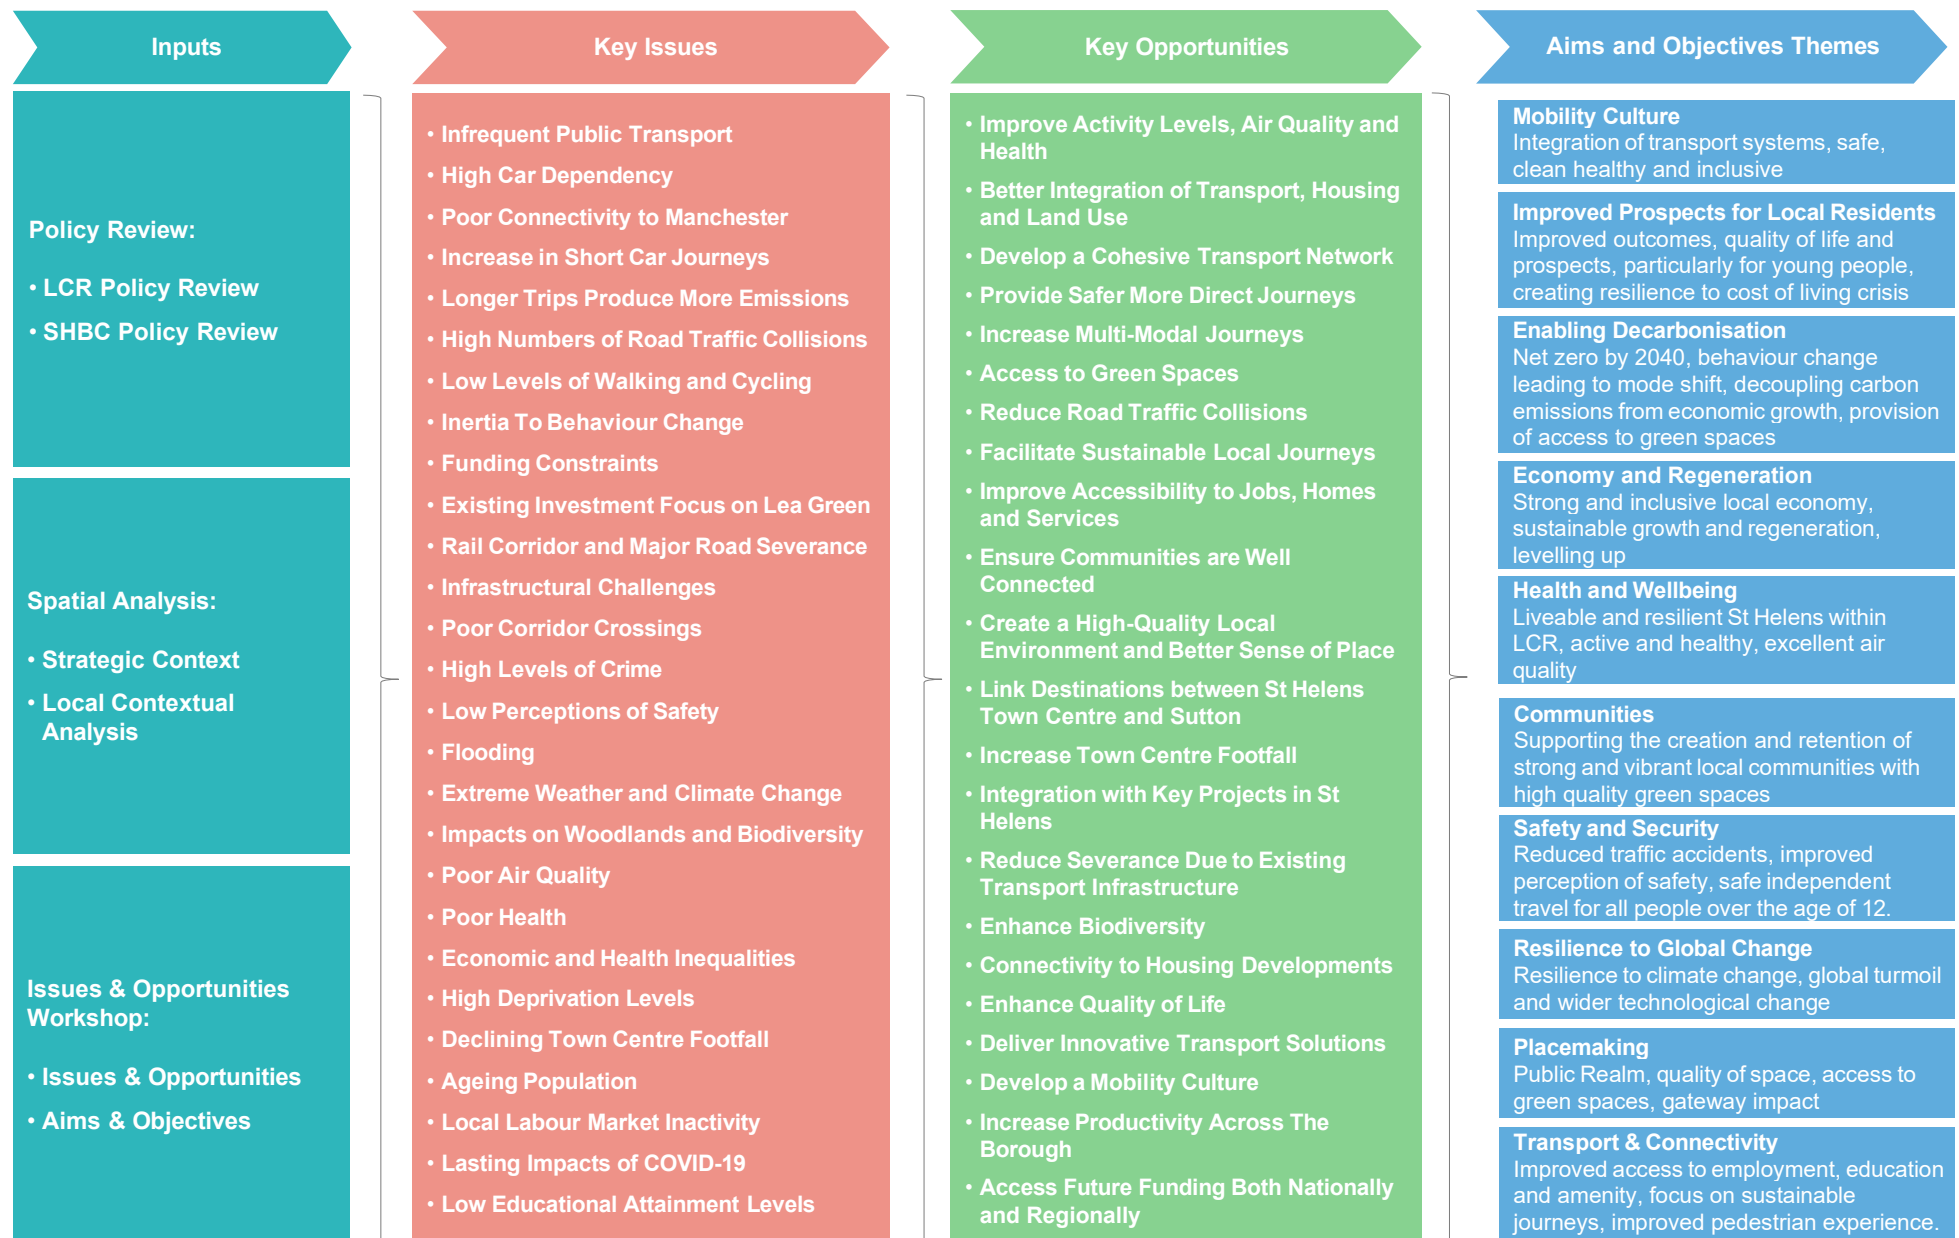 Inputs
Policy Review:
• LCR Policy Review
• SHBC Policy Review
Spatial Analysis:
• Strategic Context
• Local Contextual
Analysis
Issues & Opportunities
Workshop:
• Issues & Opportunities
• Aims & Objectives
Key Issues
• Infrequent Public Transport
• High Car Dependency
• Poor Connectivity to Manchester
• Increase in Short Car Journeys
• Longer Trips Produce More Emissions
• High Numbers of Road Traffic Collisions
• Low Levels of Walking and Cycling
• Inertia To Behaviour Change
• Funding Constraints
• Existing Investment Focus on Lea Green
• Rail Corridor and Major Road Severance
• Infrastructural Challenges
• Poor Corridor Crossings
• High Levels of Crime
• Low Perceptions of Safety
• Flooding
• Extreme Weather and Climate Change
• Impacts on Woodlands and Biodiversity
• Poor Air Quality
• Poor Health
• Economic and Health Inequalities
• High Deprivation Levels
• Declining Town Centre Footfall
• Ageing Population
• Local Labour Market Inactivity
• Lasting Impacts of COVID-19
• Low Educational Attainment Levels
Key Opportunities
• Improve Activity Levels, Air Quality and
Health
• Better Integration of Transport, Housing
and Land Use
• Develop a Cohesive Transport Network
• Provide Safer More Direct Journeys
• Increase Multi-Modal Journeys
• Access to Green Spaces
• Reduce Road Traffic Collisions
• Facilitate Sustainable Local Journeys
• Improve Accessibility to Jobs, Homes
and Services
• Ensure Communities are Well
Connected
• Create a High-Quality Local
Environment and Better Sense of Place
• Link Destinations between St Helens
Town Centre and Sutton
• Increase Town Centre Footfall
• Integration with Key Projects in St
Helens
• Reduce Severance Due to Existing
Transport Infrastructure
• Enhance Biodiversity
• Connectivity to Housing Developments
• Enhance Quality of Life
• Deliver Innovative Transport Solutions
• Develop a Mobility Culture
• Increase Productivity Across The
Borough
• Access Future Funding Both Nationally
and Regionally
Aims and Objectives Themes
Mobility Culture
Integration of transport systems, safe,
clean healthy and inclusive
Improved Prospects for Local Residents
Improved outcomes, quality of life and
prospects, particularly for young people,
creating resilience to cost of living crisis
Enabling Decarbonisation
Net zero by 2040, behaviour change
leading to mode shift, decoupling carbon
emissions from economic growth, provision
of access to green spaces
Economy and Regeneration
Strong and inclusive local economy,
sustainable growth and regeneration,
levelling up
Health and Wellbeing
Liveable and resilient St Helens within
LCR, active and healthy, excellent air
quality
Communities
Supporting the creation and retention of
strong and vibrant local communities with
high quality green spaces
Safety and Security
Reduced traffic accidents, improved
perception of safety, safe independent
travel for all people over the age of 12.
Resilience to Global Change
Resilience to climate change, global turmoil
and wider technological change
Placemaking
Public Realm, quality of space, access to
green spaces, gateway impact
Transport & Connectivity
Improved access to employment, education
and amenity, focus on sustainable
journeys, improved pedestrian experience.